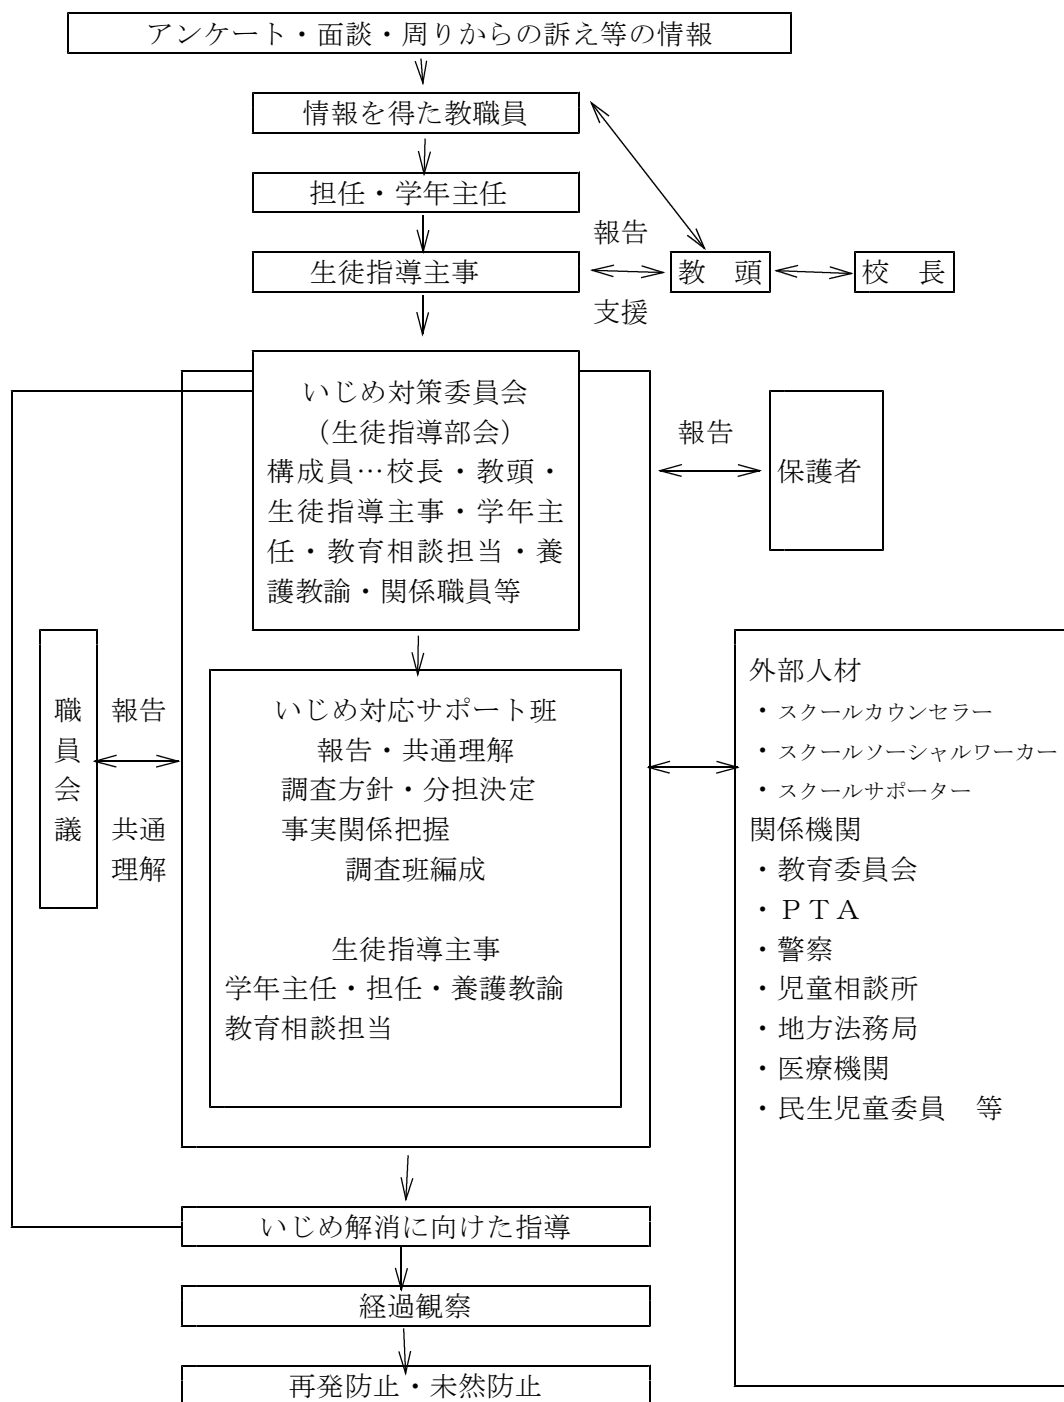 アンケート・面談・周りからの訴え等の情報
情報を得た教職員
担任・学年主任
報告
生徒指導主事
教　頭
校　長
支援
いじめ対策委員会
（生徒指導部会）
構成員…校長・教頭・
生徒指導主事・学年主
任・教育相談担当・養
護教諭・関係職員等
報告
保護者
職員会議
報告
共通
理解
いじめ対応サポート班
報告・共通理解
調査方針・分担決定
事実関係把握
調査班編成
生徒指導主事
学年主任・担任・養護教諭
教育相談担当
外部人材
・スクールカウンセラー
・スクールソーシャルワーカー
・スクールサポーター
関係機関
・教育委員会
・ＰＴＡ
・警察
・児童相談所
・地方法務局
・医療機関
・民生児童委員　等
いじめ解消に向けた指導
経過観察
再発防止・未然防止